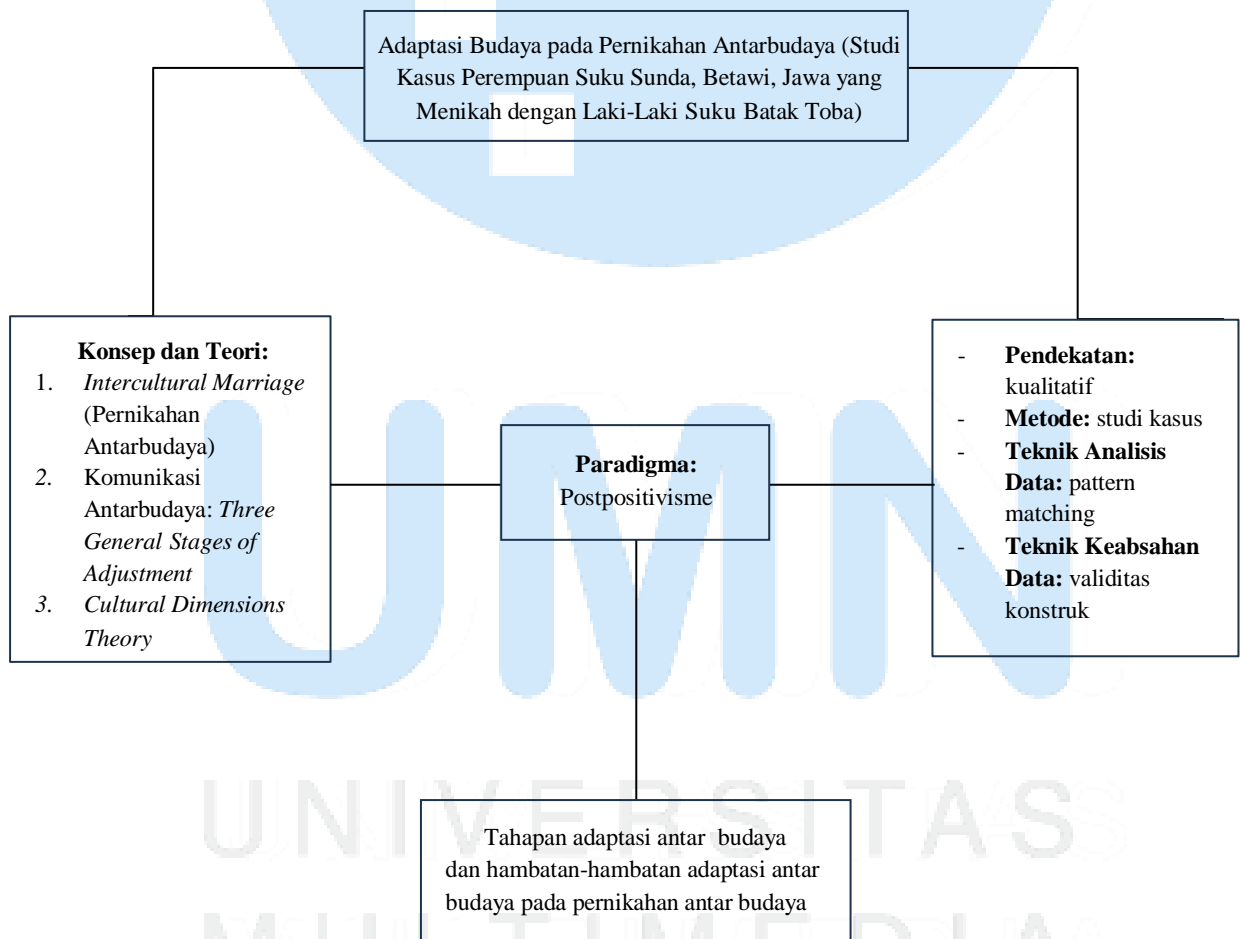 Adaptasi Budaya pada Pernikahan Antarbudaya (Studi
Kasus Perempuan Suku Sunda, Betawi, Jawa yang
Menikah dengan Laki-Laki Suku Batak Toba)
Konsep dan Teori:
1. Intercultural Marriage
(Pernikahan
Antarbudaya)
2. Komunikasi
Antarbudaya: Three
General Stages of
Adjustment
3. Cultural Dimensions
Theory
Paradigma:
Postpositivisme
- Pendekatan:
kualitatif
- Metode: studi kasus
- Teknik Analisis
Data: pattern
matching
- Teknik Keabsahan
Data: validitas
konstruk
Tahapan adaptasi antar budaya
dan hambatan-hambatan adaptasi antar
budaya pada pernikahan antar budaya
UMN
UNIVERSITAS
MULTIMEDIA